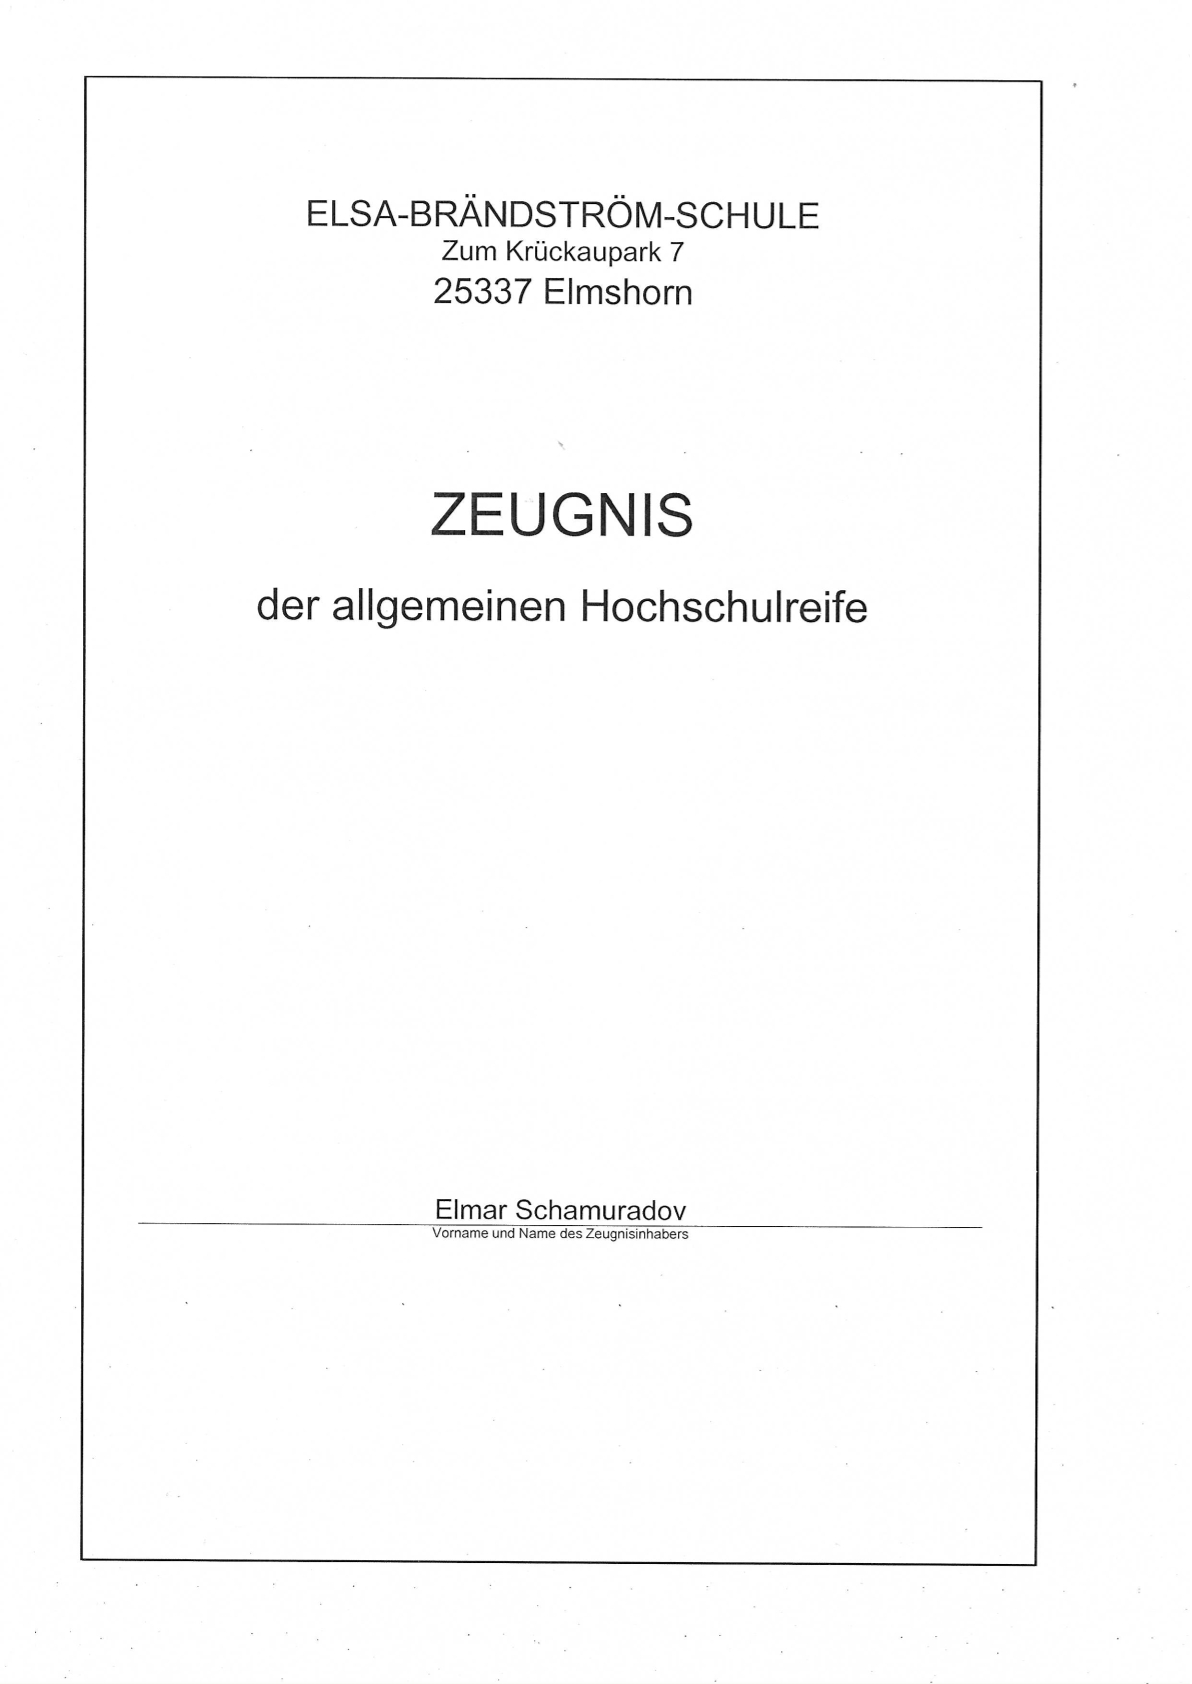 ELSA-BRÄNDSTRÖM-SCHULE
Zum Krückaupark 7
25337 Elmshorn
ZEUGNIS
der allgemeinen Hochschulreife
Elmar Schamuradov
Vorname und Name des Zeugnisinhabers